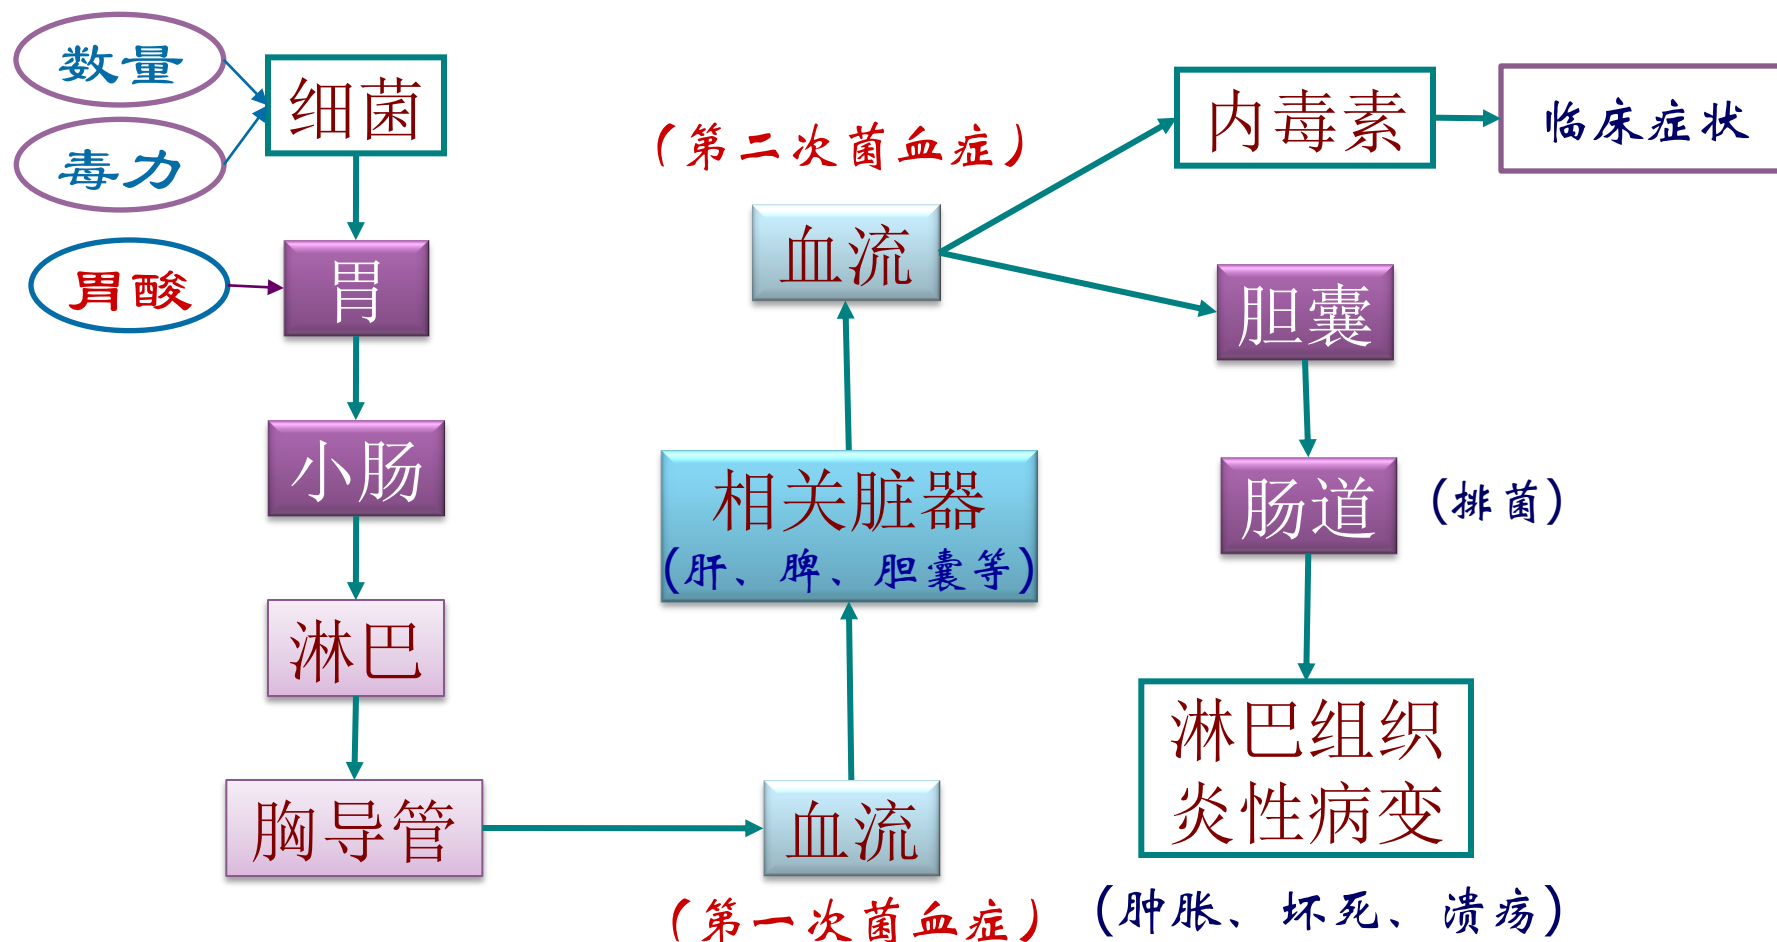 数量
毒力
细菌
胃酸
胃
小肠
淋巴
胸导管
血流
（第一次菌血症）
相关脏器
(肝、脾、胆囊等)
血流
（第二次菌血症）
内毒素
临床症状
胆囊
肠道
(排菌)
淋巴组织
炎性病变
(肿胀、坏死、溃疡)